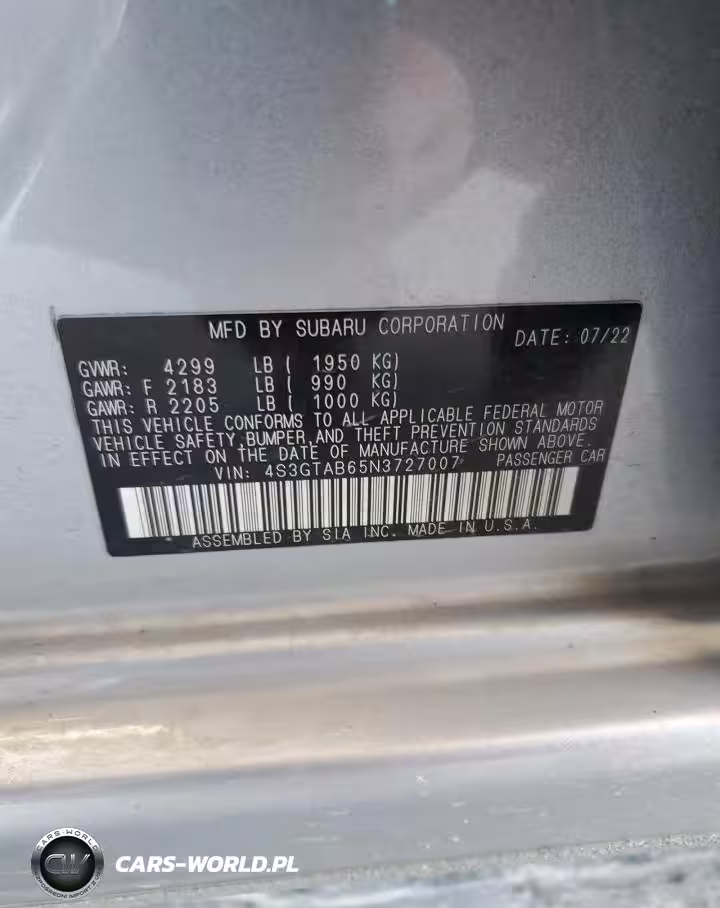 MFD BY SUBARU CORPORATION DATE: 07/22
GVWR: 4299 LB ( 1950 KG)
GAWR: F 2183 LB ( 990 KG)
GAWR: R 2205 LB ( 1000 KG)
THIS VEHICLE CONFORMS TO ALL APPLICABLE FEDERAL MOTOR
VEHICLE SAFETY, BUMPER AND THEFT PREVENTION STANDARDS
IN EFFECT ON THE DATE OF MANUFACTURE SHOWN ABOVE.
VIN: 4S3GTAB65N3727007 PASSENGER CAR
ASSEMBLED BY SIA INC. MADE IN U.S.A.
CARS-WORLD
CW
CARS-WORLD.PL